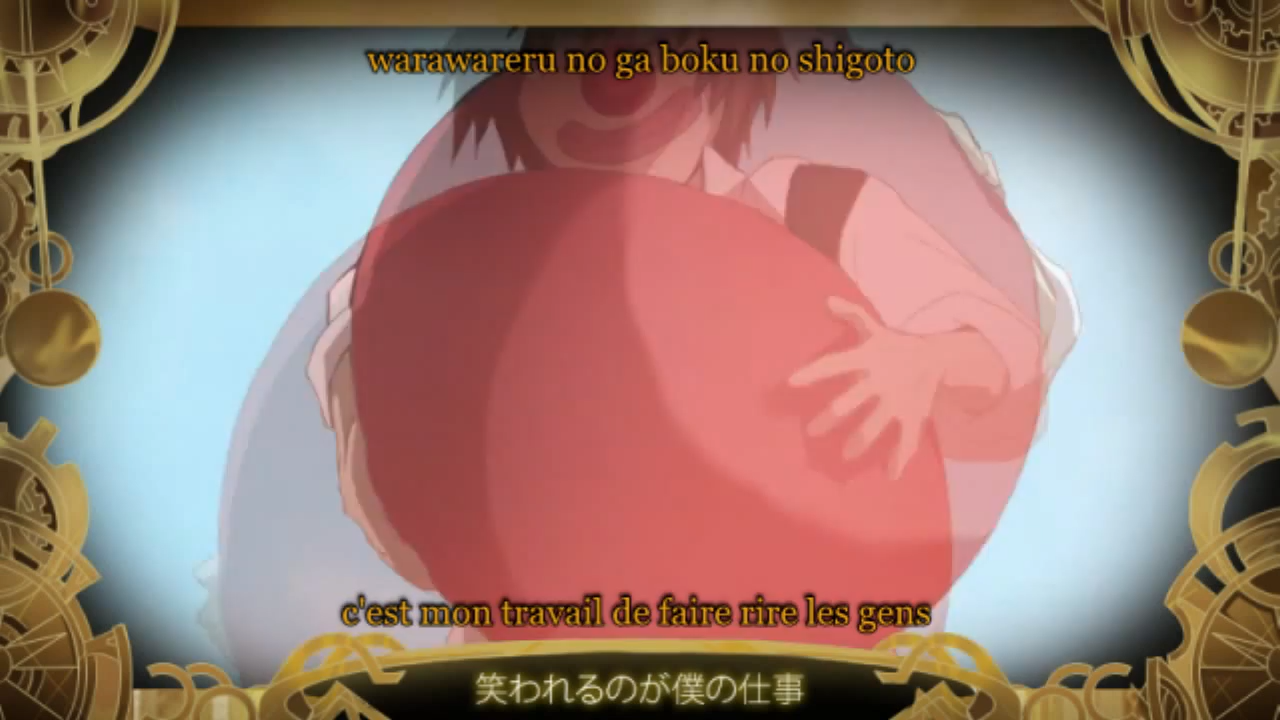 warawareru no ga boku no shigoto
c'est mon travail de faire rire les gens
笑われるのが僕の仕事